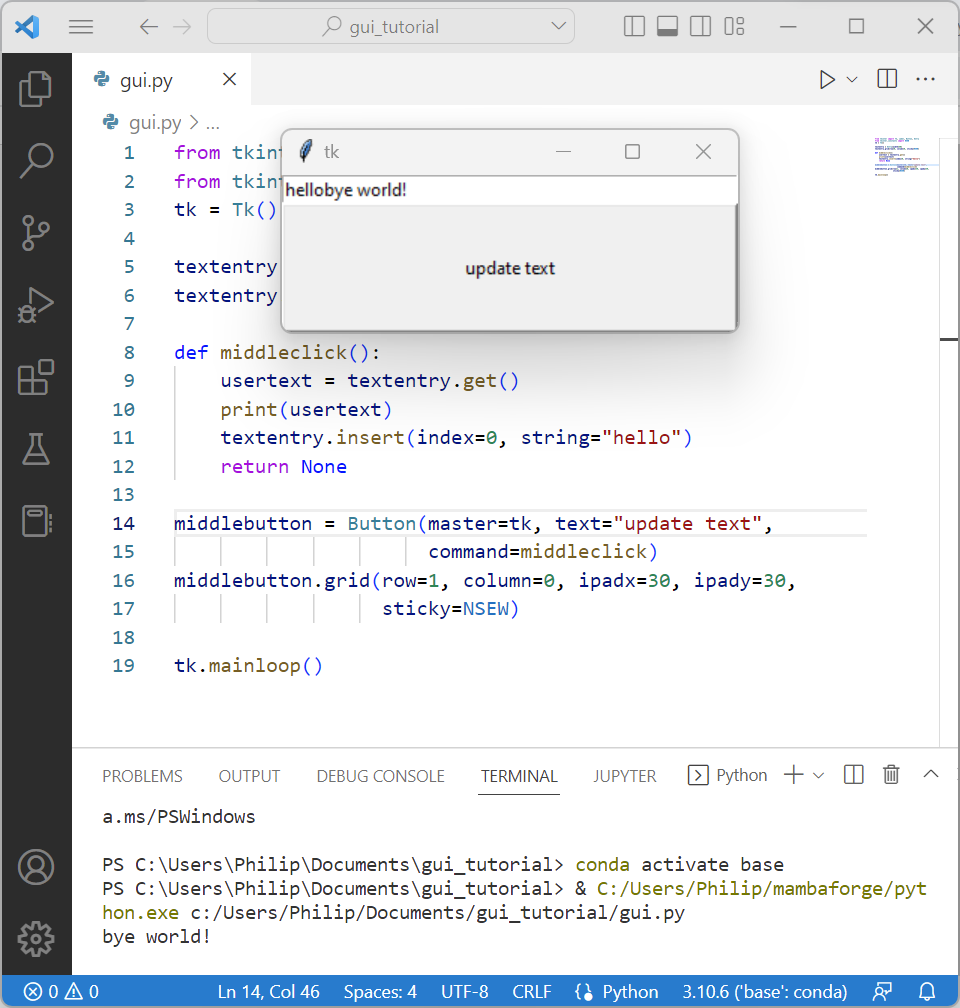 gui_tutorial
gui.py
gui.py > ...
tk
hellobye world!
update text
1 from tkint
2 from tkint
3 tk = Tk()
4
5 textentry
6 textentry
7
8 def middleclick():
9 usertext = textentry.get()
10 print(usertext)
11 textentry.insert(index=0, string="hello")
12 return None
13
14 middlebutton = Button(master=tk, text="update text",
15 command=middleclick)
16 middlebutton.grid(row=1, column=0, ipadx=30, ipady=30,
17 sticky=NSEW)
18
19 tk.mainloop()
PROBLEMS OUTPUT DEBUG CONSOLE TERMINAL JUPYTER Python
a.ms/PSWindows
PS C:\Users\Philip\Documents\gui_tutorial> conda activate base
PS C:\Users\Philip\Documents\gui_tutorial> & C:/Users/Philip/mambaforge/pyt
hon.exe c:/Users/Philip/Documents/gui_tutorial/gui.py
bye world!
0 0 Ln 14, Col 46 Spaces: 4 UTF-8 CRLF Python 3.10.6 ('base': conda)